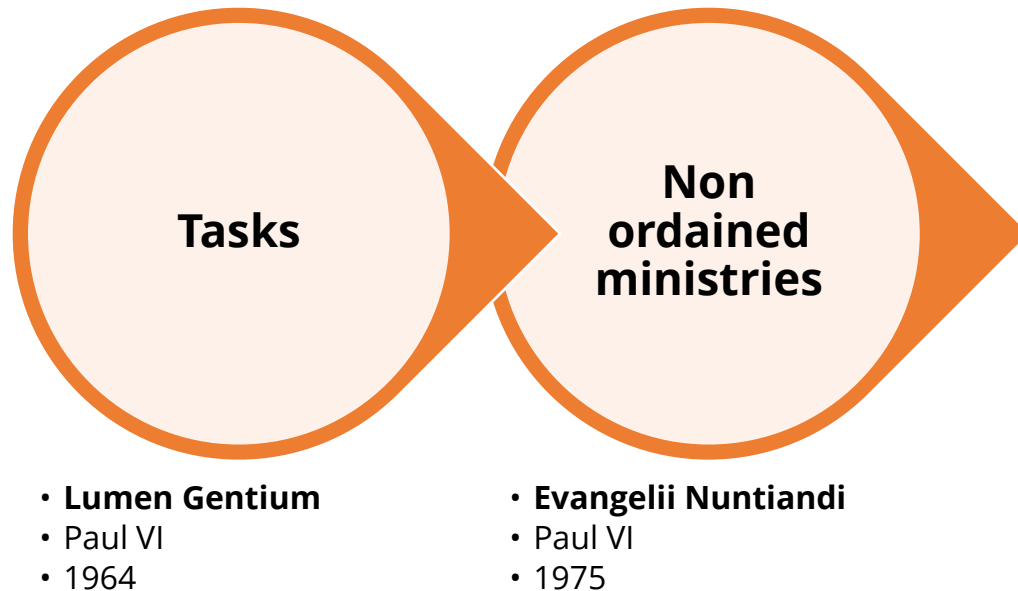 Tasks
Non
ordained
ministries
• Lumen Gentium
• Paul VI
• 1964
• Evangelii Nuntiandi
• Paul VI
• 1975